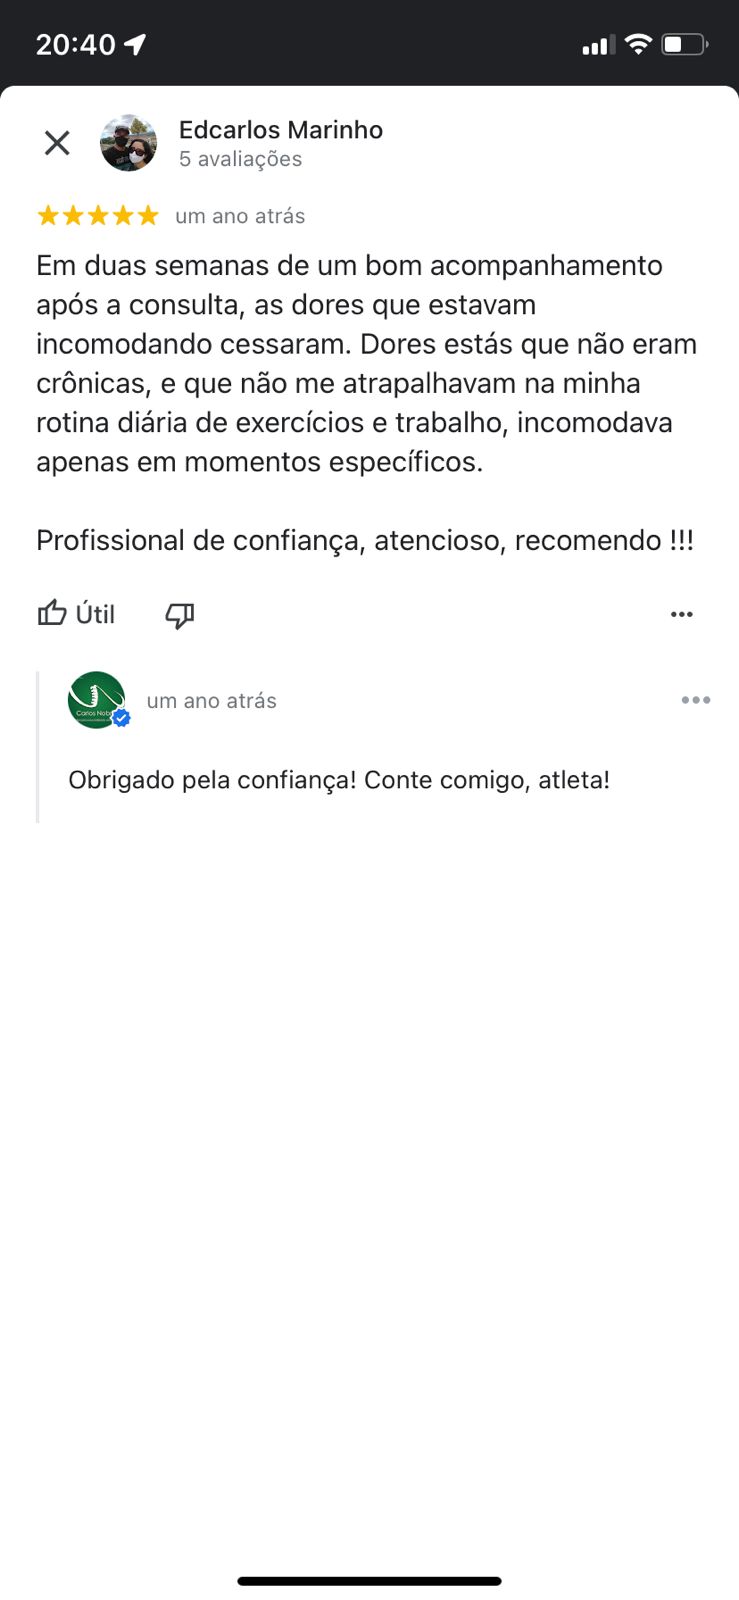 20:40
Edcarlos Marinho
5 avaliações
um ano atrás
Em duas semanas de um bom acompanhamento
após a consulta, as dores que estavam
incomodando cessaram. Dores estás que não eram
crônicas, e que não me atrapalhavam na minha
rotina diária de exercícios e trabalho, incomodava
apenas em momentos específicos.
Profissional de confiança, atencioso, recomendo !!!
Útil
Carlos
um ano atrás
Obrigado pela confiança! Conte comigo, atleta!